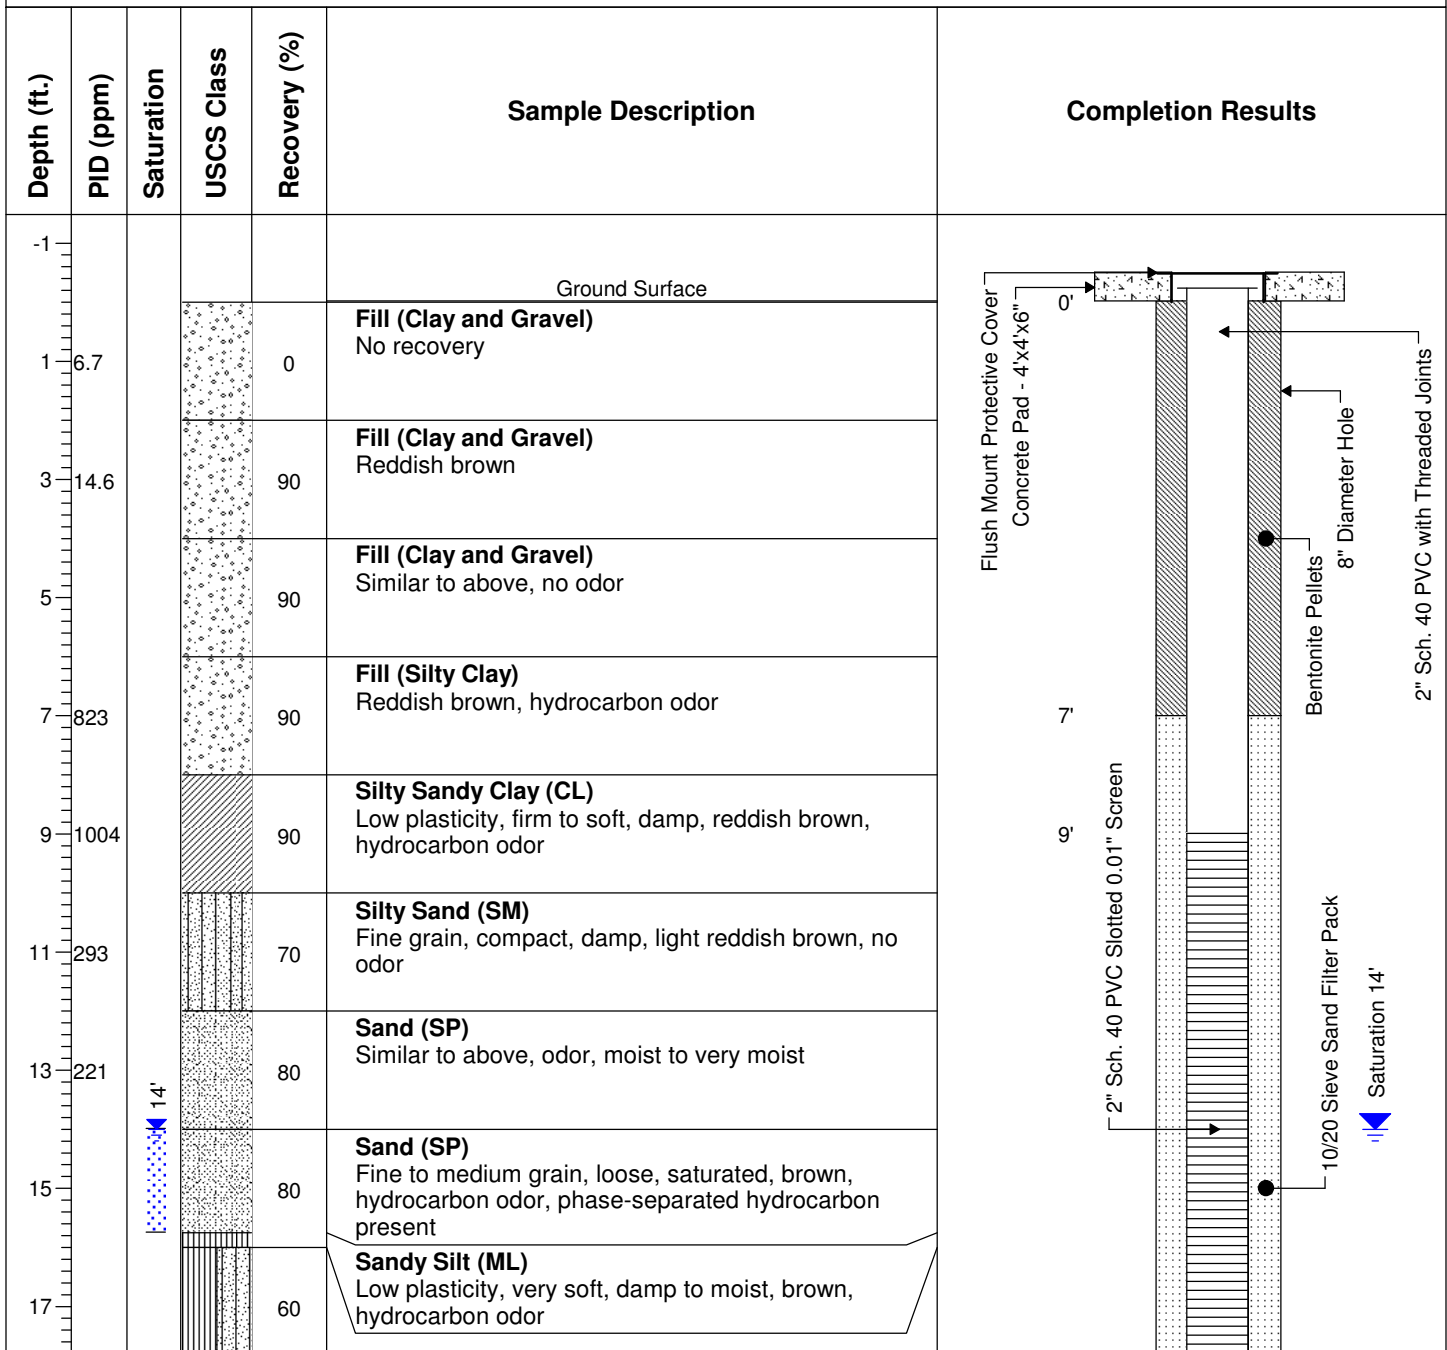 Depth (ft.)
PID (ppm)
Saturation
USCS Class
Recovery (%)
Sample Description
Completion Results
-1
Ground Surface
Fill (Clay and Gravel)
No recovery
1
6.7
0
Fill (Clay and Gravel)
Reddish brown
3
14.6
90
Fill (Clay and Gravel)
Similar to above, no odor
5
90
Fill (Silty Clay)
Reddish brown, hydrocarbon odor
7
823
90
Silty Sandy Clay (CL)
Low plasticity, firm to soft, damp, reddish brown,
hydrocarbon odor
9
1004
90
Silty Sand (SM)
Fine grain, compact, damp, light reddish brown, no
odor
11
293
70
Sand (SP)
Similar to above, odor, moist to very moist
13
221
80
14'
Sand (SP)
Fine to medium grain, loose, saturated, brown,
hydrocarbon odor, phase-separated hydrocarbon
present
15
80
Sandy Silt (ML)
Low plasticity, very soft, damp to moist, brown,
hydrocarbon odor
17
60
Flush Mount Protective Cover
Concrete Pad - 4'x4'x6"
0'
7'
9'
2" Sch. 40 PVC Slotted 0.01" Screen
Bentonite Pellets
8" Diameter Hole
2" Sch. 40 PVC with Threaded Joints
10/20 Sieve Sand Filter Pack
Saturation 14'